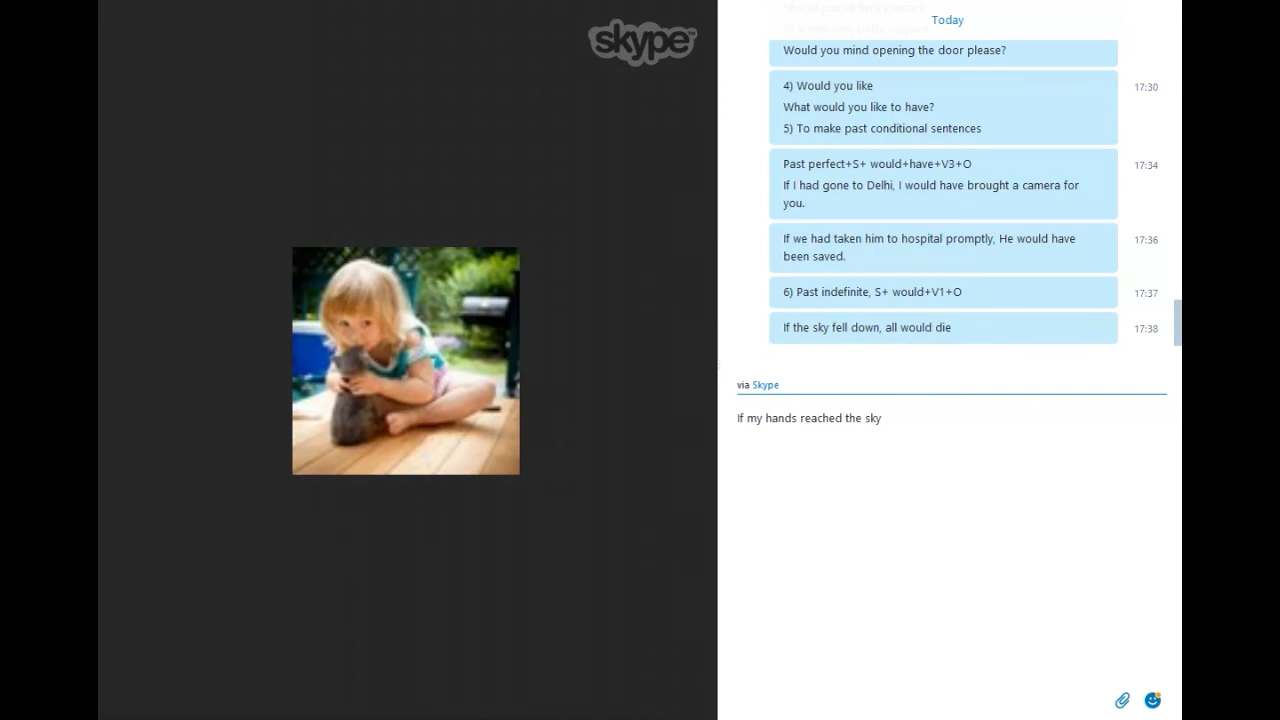 skype™
Today
Would you mind opening the door please?
4) Would you like
17:30
What would you like to have?
5) To make past conditional sentences
Past perfect+S+ would+have+V3+O
17:34
If I had gone to Delhi, I would have brought a camera for
you.
If we had taken him to hospital promptly, He would have
17:36
been saved.
6) Past indefinite, S+ would+V1+O
17:37
If the sky fell down, all would die
17:38
via Skype
If my hands reached the sky